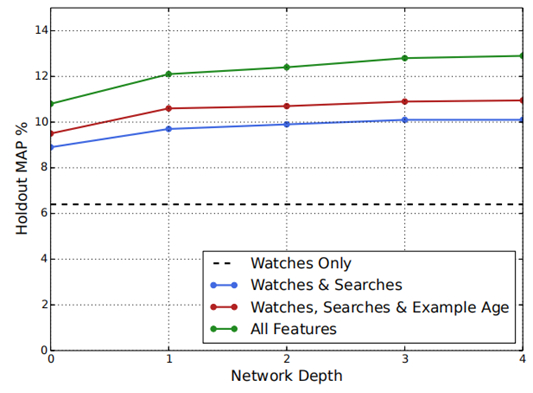 14
12
10
8
6
4
2
0
Holdout MAP %
Watches Only
Watches & Searches
Watches, Searches & Example Age
All Features
0 1 2 3 4
Network Depth